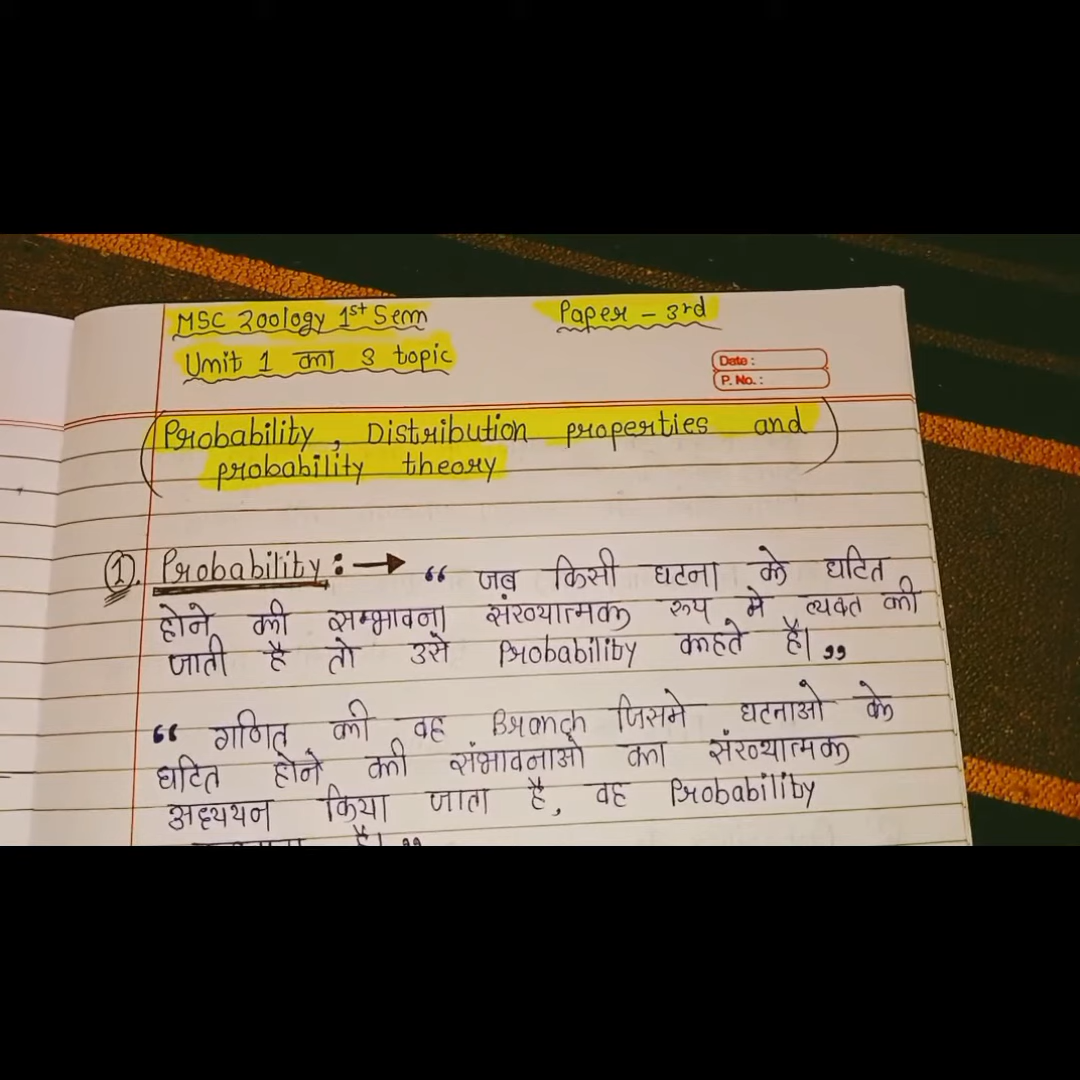 MSC Zoology 1st Sem
Paper - 3rd
Unit 1 का 3 topic
Date :
P. No. :
(Probability, Distribution properties and
probability theory)
(1). Probability :→ “ जब किसी घटना के घटित
होने की सम्भावना संख्यात्मक रूप मे व्यक्त की
जाती है तो उसे Probability कहते है। ”
“ गणित की वह Branch जिसमे घटनाओ के
घटित होने की संभावनाओ का संख्यात्मक
अध्ययन किया जाता है, वह Probability
है। ”